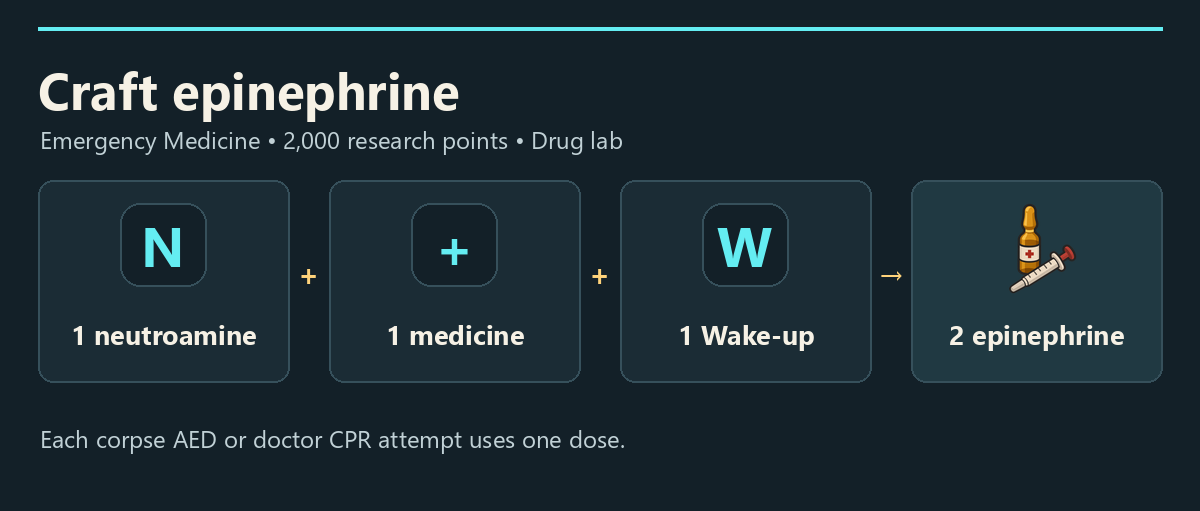 Craft epinephrine
Emergency Medicine • 2,000 research points • Drug lab
N + + + W →
1 neutroamine 1 medicine 1 Wake-up 2 epinephrine
Each corpse AED or doctor CPR attempt uses one dose.